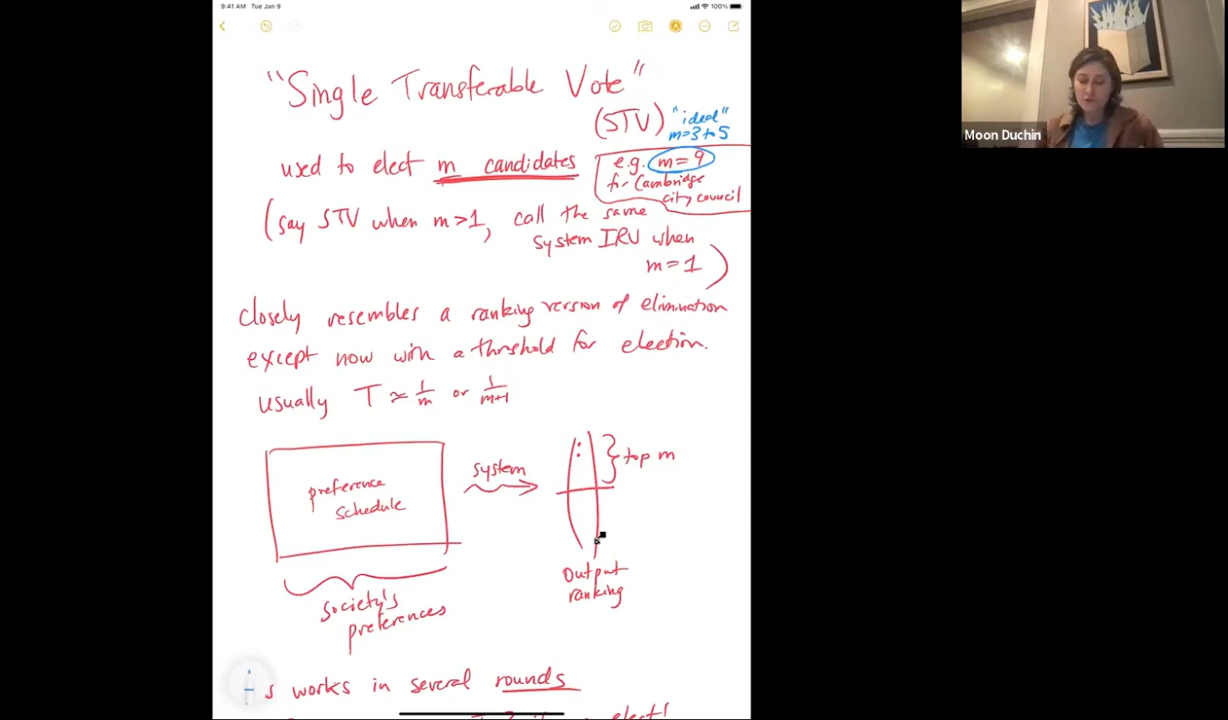 9:41 AM Tue Jan 9
100%
"Single Transferable Vote"
(STV)
"ideal"
m=3 to 5
used to elect m candidates
e.g. m=9
for Cambridge
city council
(say STV when m>1, call the same
system IRV when
m=1)
closely resembles a ranking version of elimination
except now with a threshold for election.
usually T ≈ 1/m or 1/m+1
preference
schedule
system
top m
output
ranking
society's
preferences
s works in several rounds
elect!
Moon Duchin